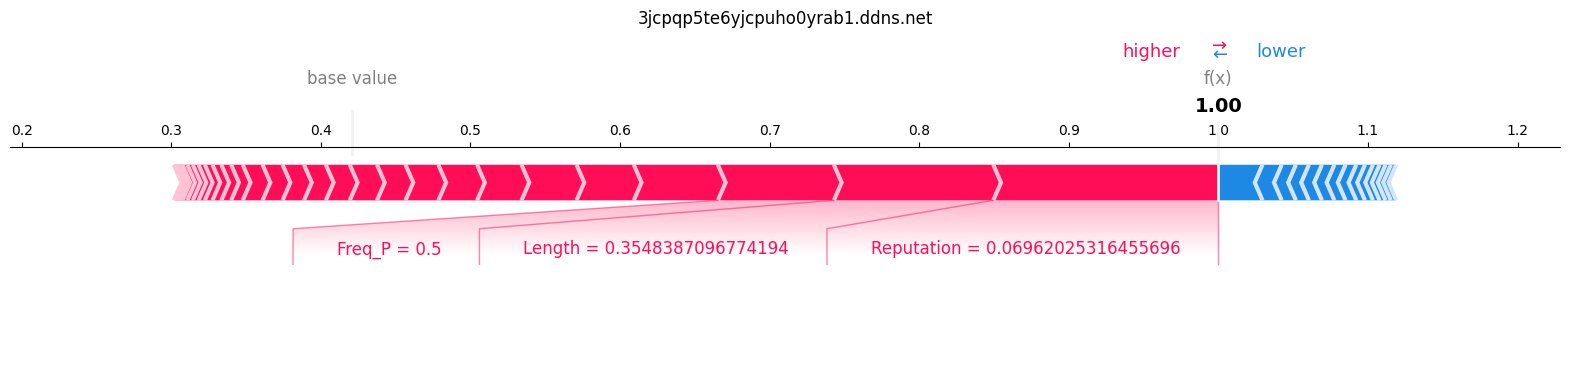 3jcpqp5te6yjcpuho0yrab1.ddns.net
higher → ← lower
base value f(x)
1.00
0.2 0.3 0.4 0.5 0.6 0.7 0.8 0.9 1.0 1.1 1.2
Freq_P = 0.5 Length = 0.3548387096774194 Reputation = 0.06962025316455696